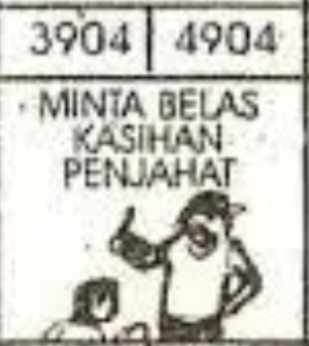 3904 4904
MINTA BELAS
KASIHAN
PENJAHAT